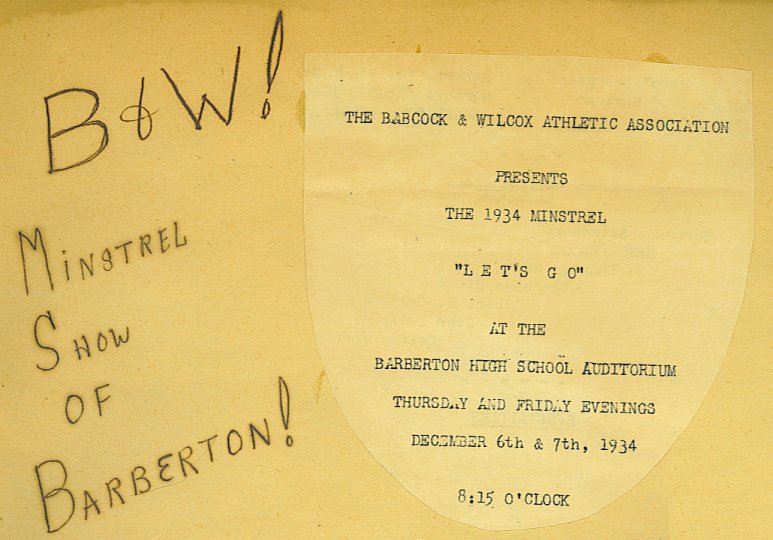 B & W!
MINSTREL
SHOW
OF
BARBERTON!
THE BABCOCK & WILCOX ATHLETIC ASSOCIATION
PRESENTS
THE 1934 MINSTREL
"L E T'S  G O"
AT THE
BARBERTON HIGH SCHOOL AUDITORIUM
THURSDAY AND FRIDAY EVENINGS
DECEMBER 6th & 7th, 1934
8:15 O'CLOCK